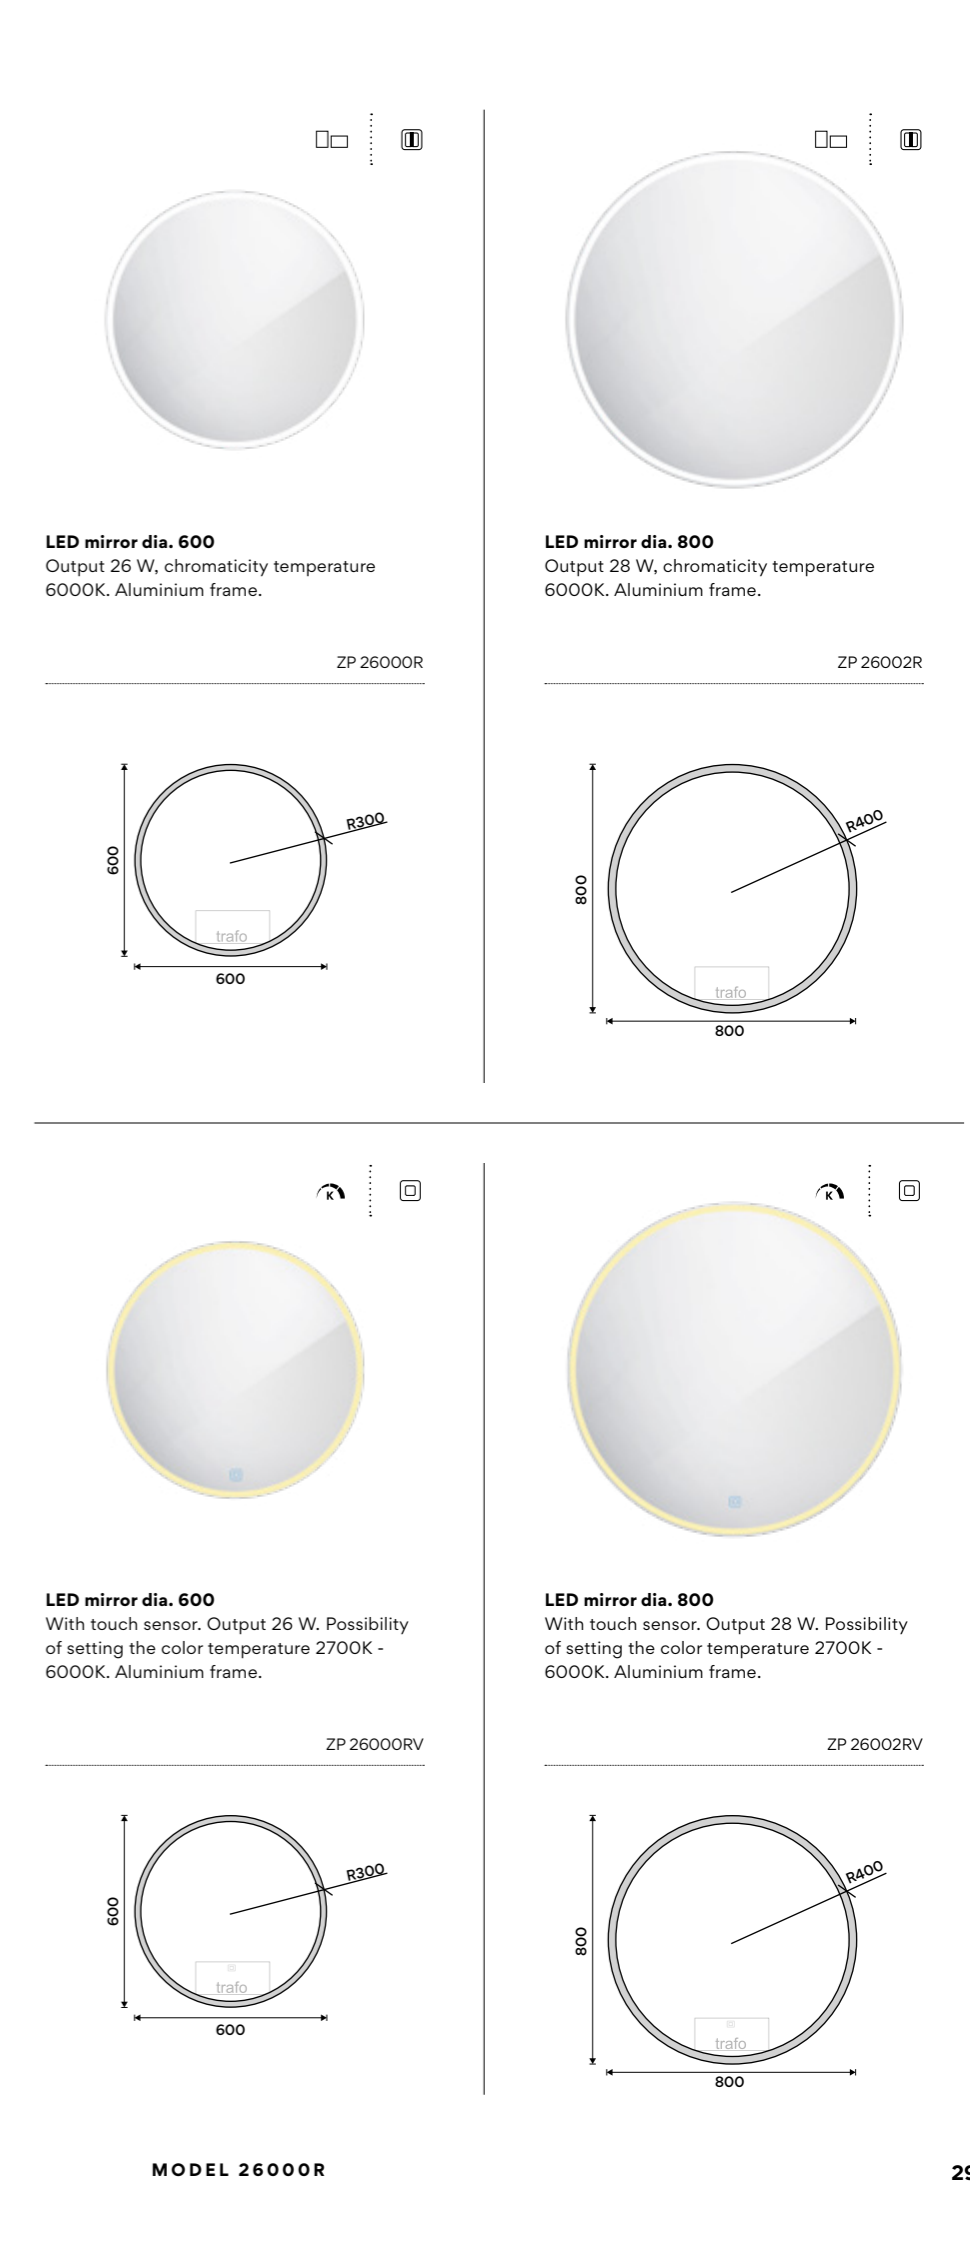 LED mirror dia. 600
Output 26 W, chromaticity temperature
6000K. Aluminium frame.
ZP 26000R
R300
600
trafo
600
LED mirror dia. 800
Output 28 W, chromaticity temperature
6000K. Aluminium frame.
ZP 26002R
R400
800
trafo
800
K
LED mirror dia. 600
With touch sensor. Output 26 W. Possibility
of setting the color temperature 2700K -
6000K. Aluminium frame.
ZP 26000RV
R300
600
trafo
600
K
LED mirror dia. 800
With touch sensor. Output 28 W. Possibility
of setting the color temperature 2700K -
6000K. Aluminium frame.
ZP 26002RV
R400
800
trafo
800
MODEL 26000R
29